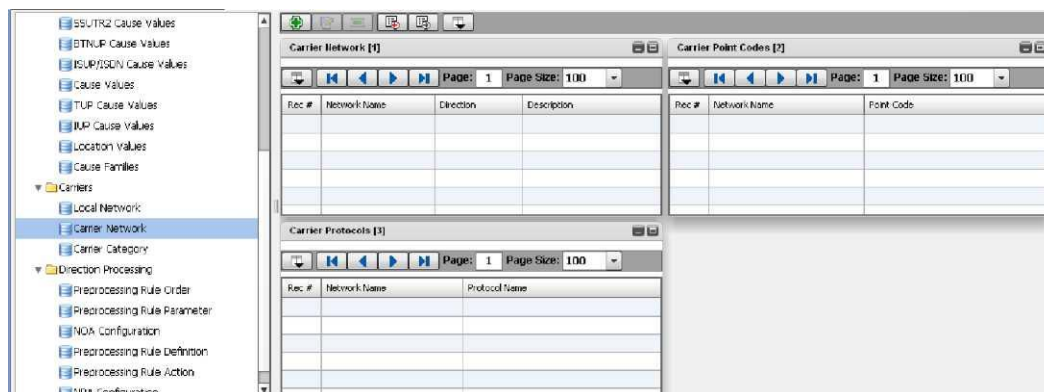 SSUTR2 Cause Values
BTNUP Cause Values
ISUP/ISDN Cause Values
Cause Values
TUP Cause Values
IUP Cause Values
Location Values
Cause Families
Carriers
Local Network
Carrier Network
Carrier Category
Direction Processing
Preprocessing Rule Order
Preprocessing Rule Parameter
NOA Configuration
Preprocessing Rule Definition
Preprocessing Rule Action
Carrier Network [1]
Page: 1 Page Size: 100
Rec # Network Name Direction Description
Carrier Point Codes [2]
Page: 1 Page Size: 100
Rec # Network Name Point Code
Carrier Protocols [3]
Page: 1 Page Size: 100
Rec # Network Name Protocol Name